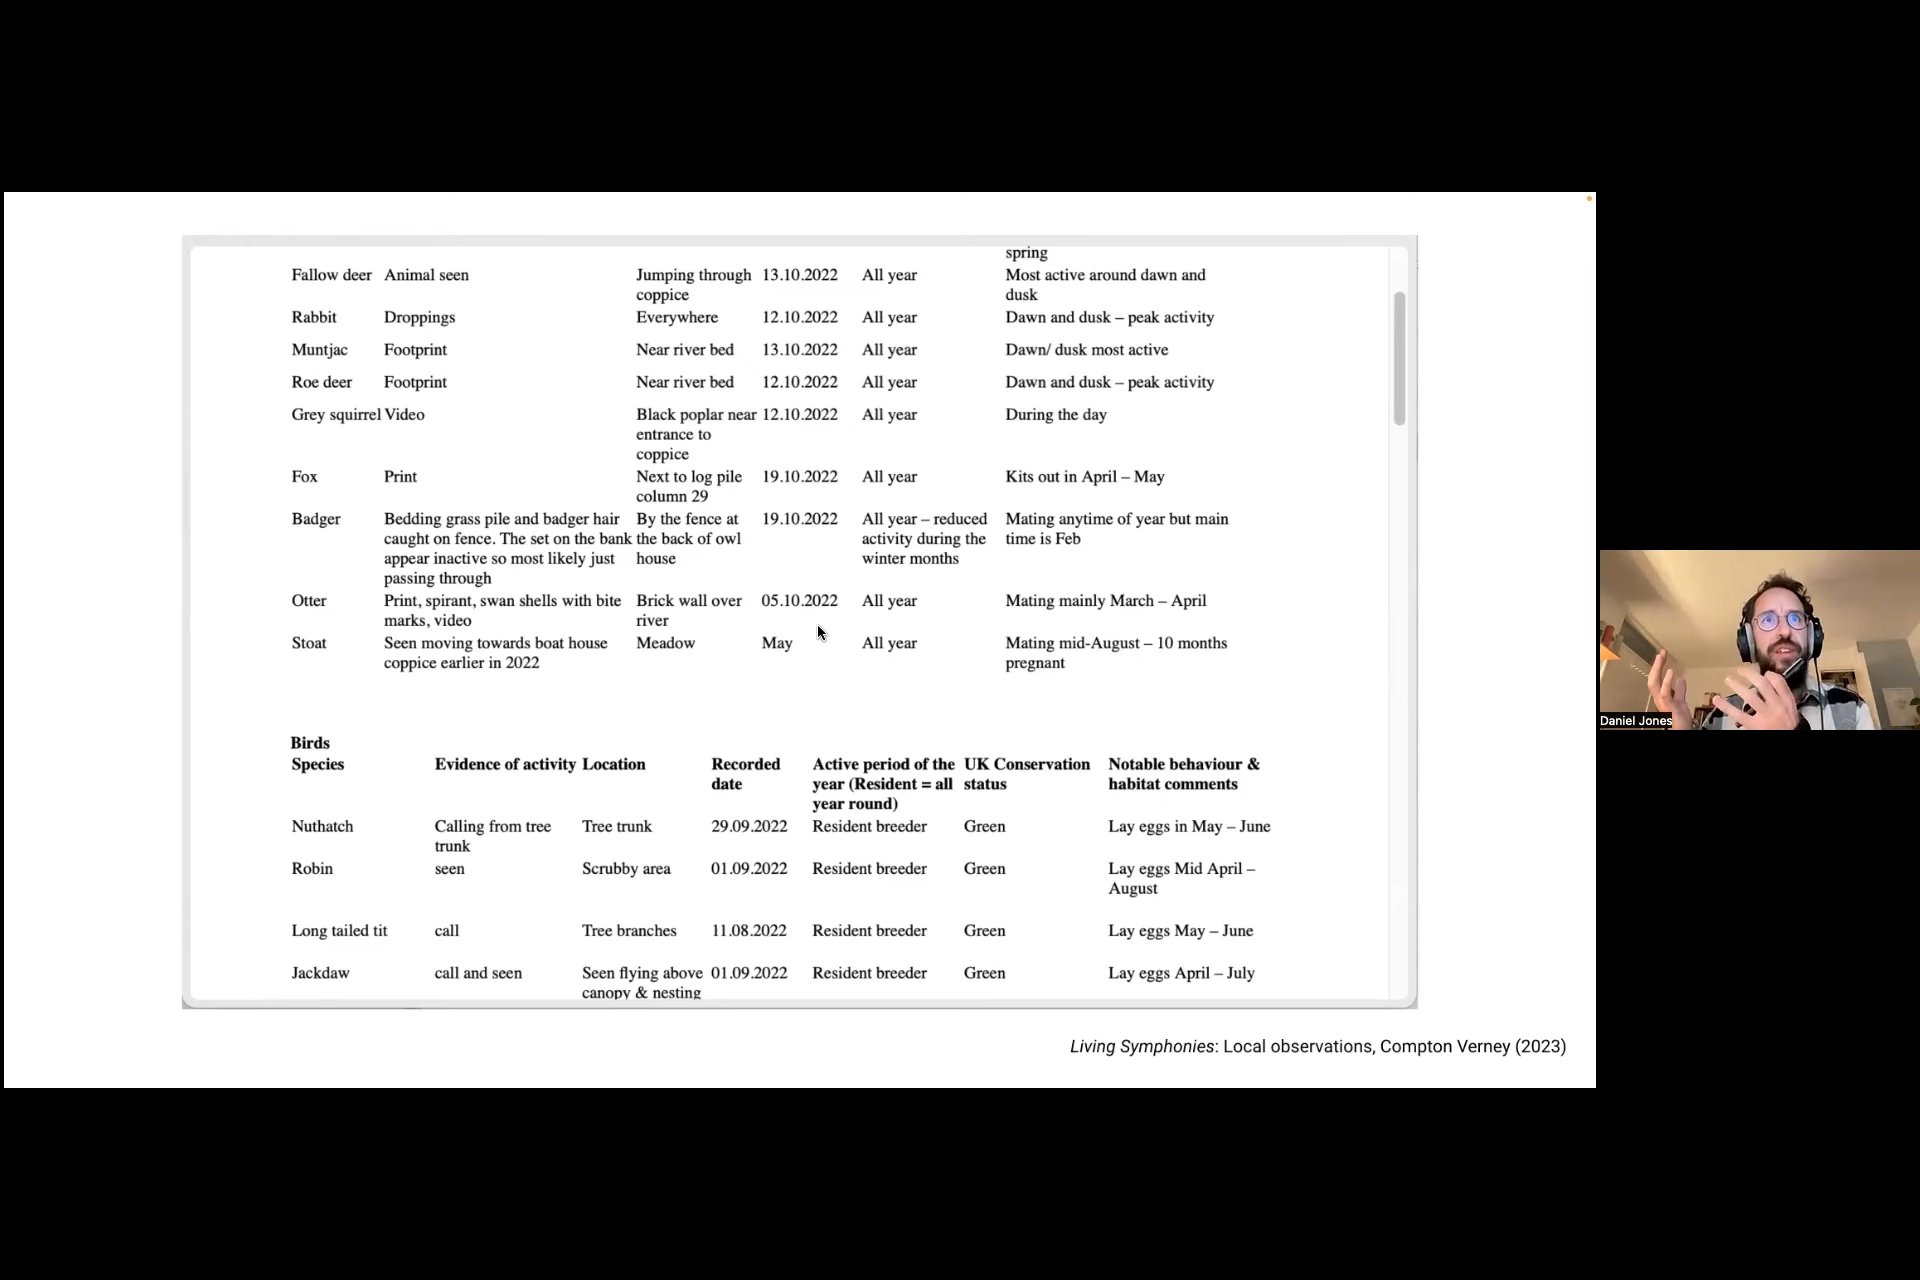 spring
Fallow deer Animal seen Jumping through 13.10.2022 All year Most active around dawn and
coppice dusk
Rabbit Droppings Everywhere 12.10.2022 All year Dawn and dusk – peak activity
Muntjac Footprint Near river bed 13.10.2022 All year Dawn/ dusk most active
Roe deer Footprint Near river bed 12.10.2022 All year Dawn and dusk – peak activity
Grey squirrel Video Black poplar near 12.10.2022 All year During the day
entrance to
coppice
Fox Print Next to log pile 19.10.2022 All year Kits out in April – May
column 29
Badger Bedding grass pile and badger hair By the fence at 19.10.2022 All year – reduced Mating anytime of year but main
caught on fence. The set on the bank the back of owl activity during the time is Feb
appear inactive so most likely just house winter months
passing through
Otter Print, spirant, swan shells with bite Brick wall over 05.10.2022 All year Mating mainly March – April
marks, video river
Stoat Seen moving towards boat house Meadow May All year Mating mid-August – 10 months
coppice earlier in 2022 pregnant
Birds
Species Evidence of activity Location Recorded Active period of the UK Conservation Notable behaviour &
date year (Resident = all status habitat comments
year round)
Nuthatch Calling from tree Tree trunk 29.09.2022 Resident breeder Green Lay eggs in May – June
trunk
Robin seen Scrubby area 01.09.2022 Resident breeder Green Lay eggs Mid April –
August
Long tailed tit call Tree branches 11.08.2022 Resident breeder Green Lay eggs May – June
Jackdaw call and seen Seen flying above 01.09.2022 Resident breeder Green Lay eggs April – July
canopy & nesting
Living Symphonies: Local observations, Compton Verney (2023)
Daniel Jones